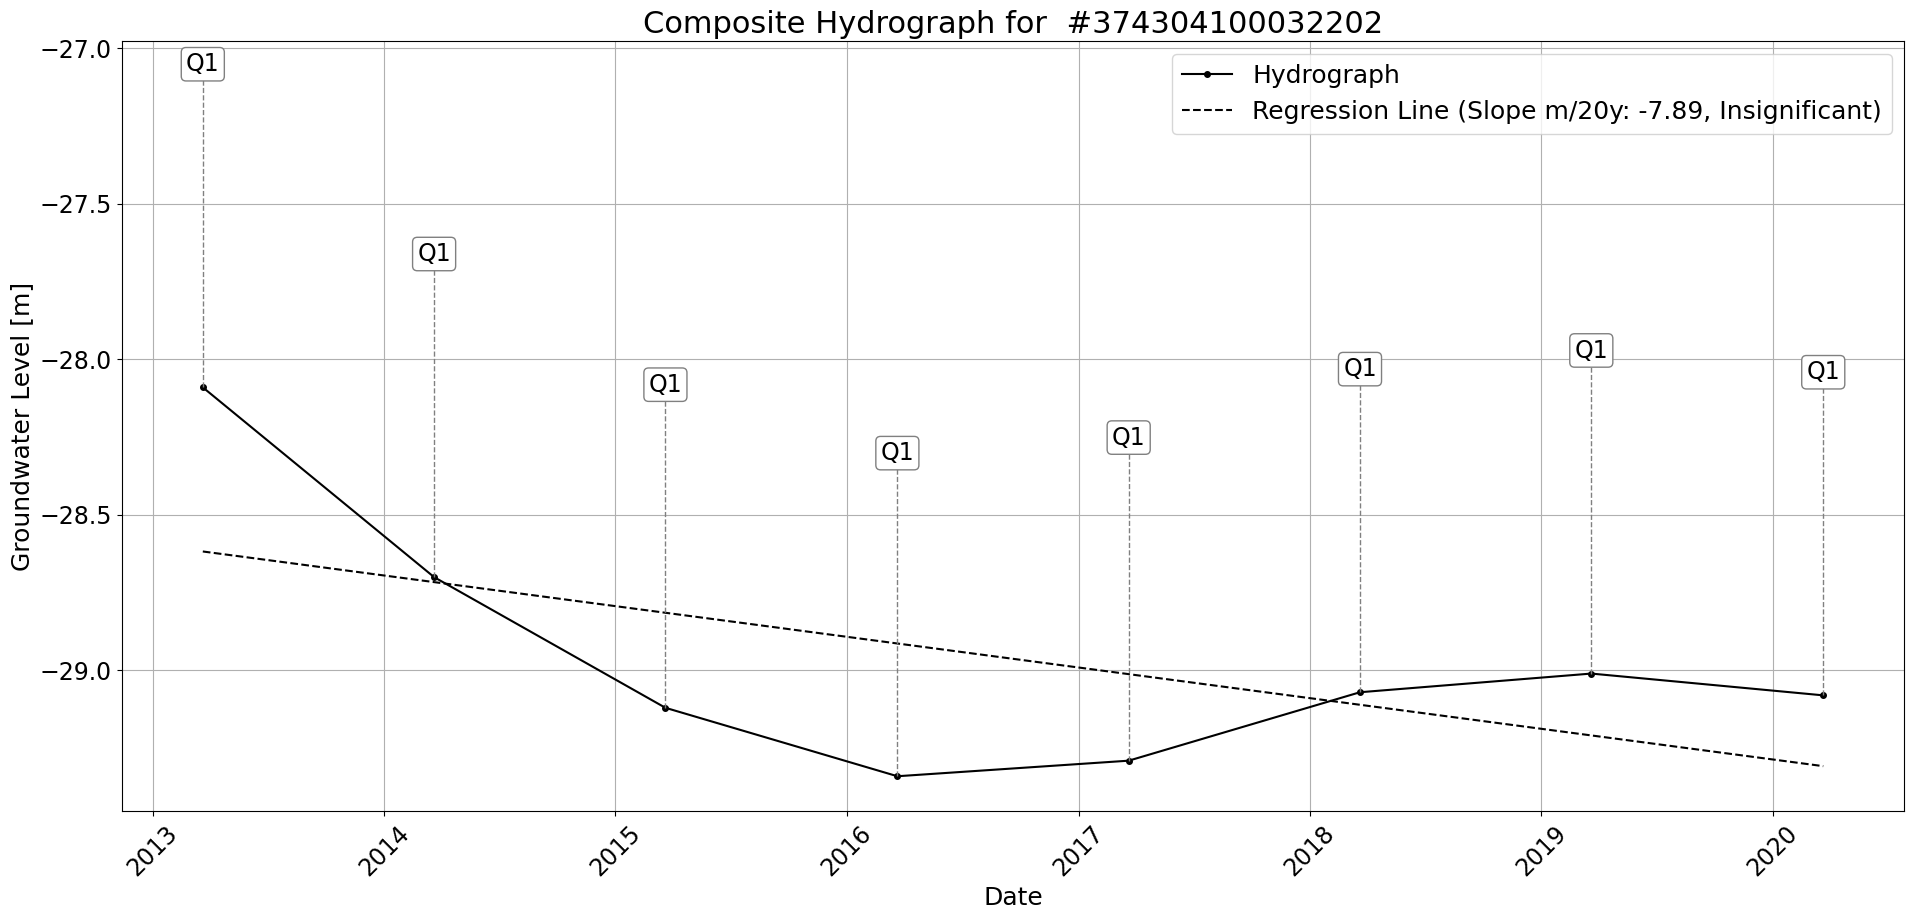 Composite Hydrograph for  #374304100032202
Hydrograph
Regression Line (Slope m/20y: -7.89, Insignificant)
Groundwater Level [m]
−27.0
−27.5
−28.0
−28.5
−29.0
Q1
Q1
Q1
Q1
Q1
Q1
Q1
Q1
2013
2014
2015
2016
2017
2018
2019
2020
Date